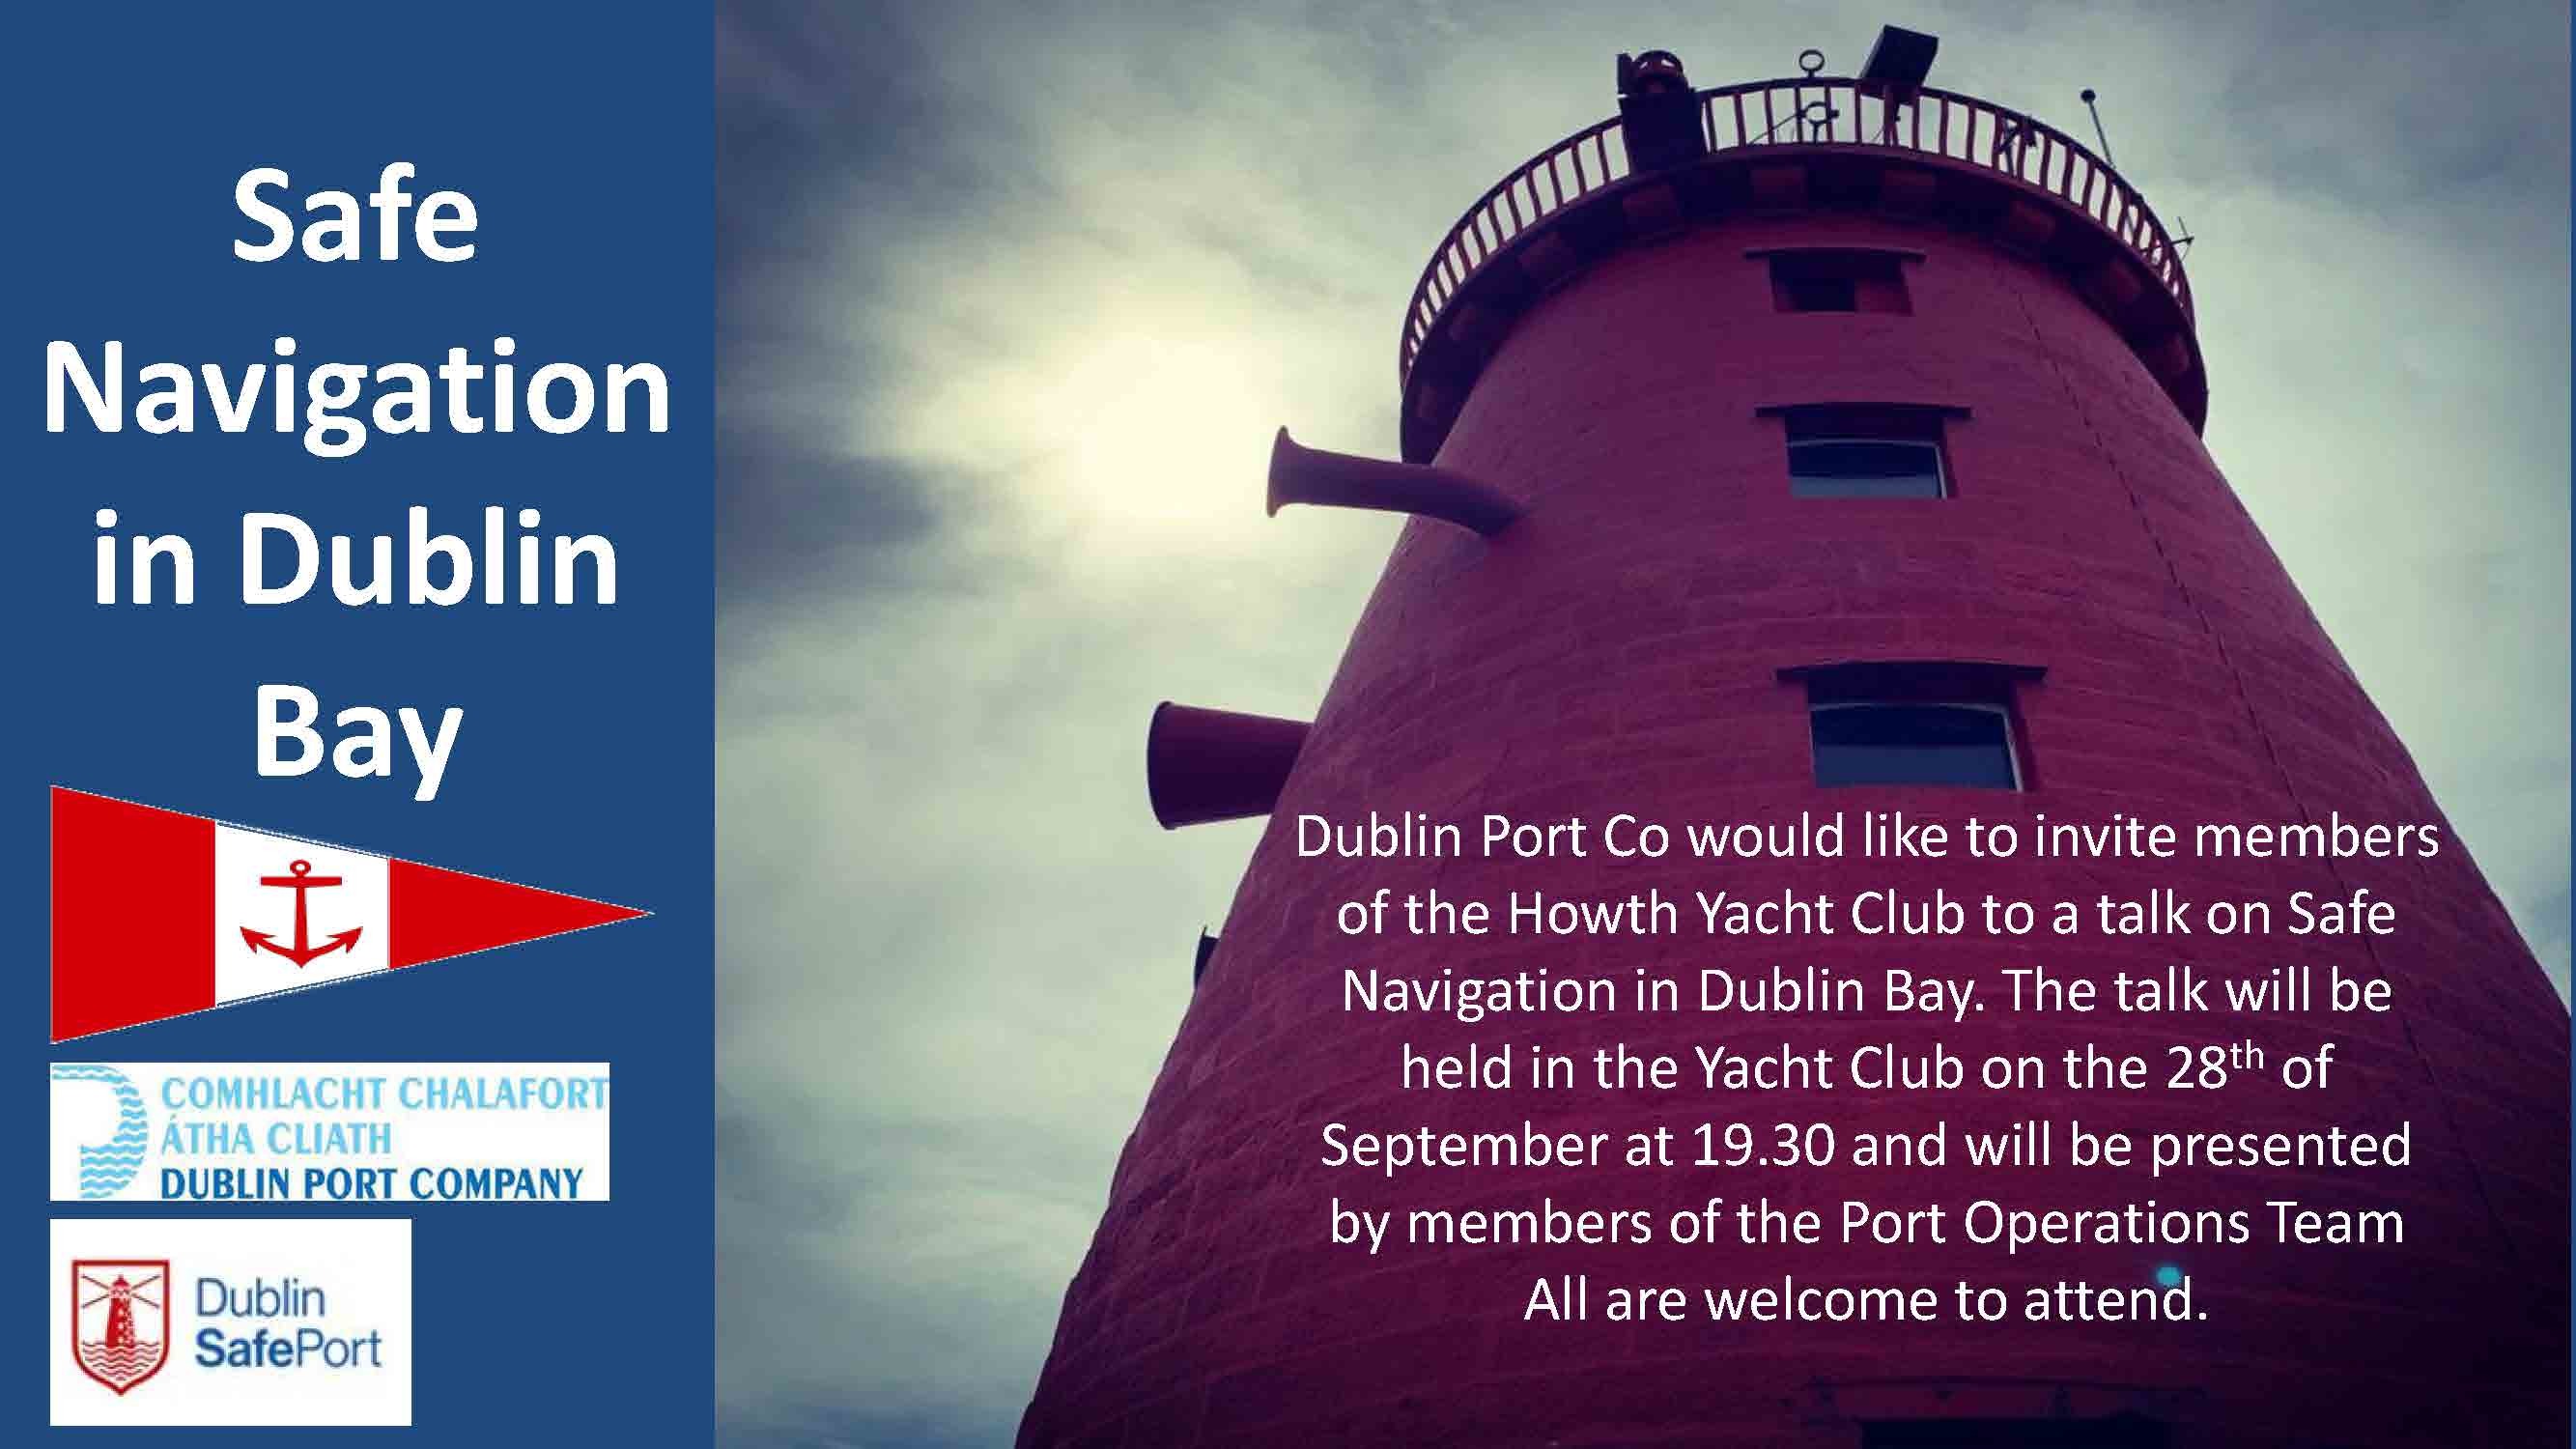 Safe
Navigation
in Dublin
Bay
COMHLACHT CHALAFORT
ÁTHA CLIATH
DUBLIN PORT COMPANY
Dublin
SafePort
Dublin Port Co would like to invite members
of the Howth Yacht Club to a talk on Safe
Navigation in Dublin Bay. The talk will be
held in the Yacht Club on the 28th of
September at 19.30 and will be presented
by members of the Port Operations Team
All are welcome to attend.